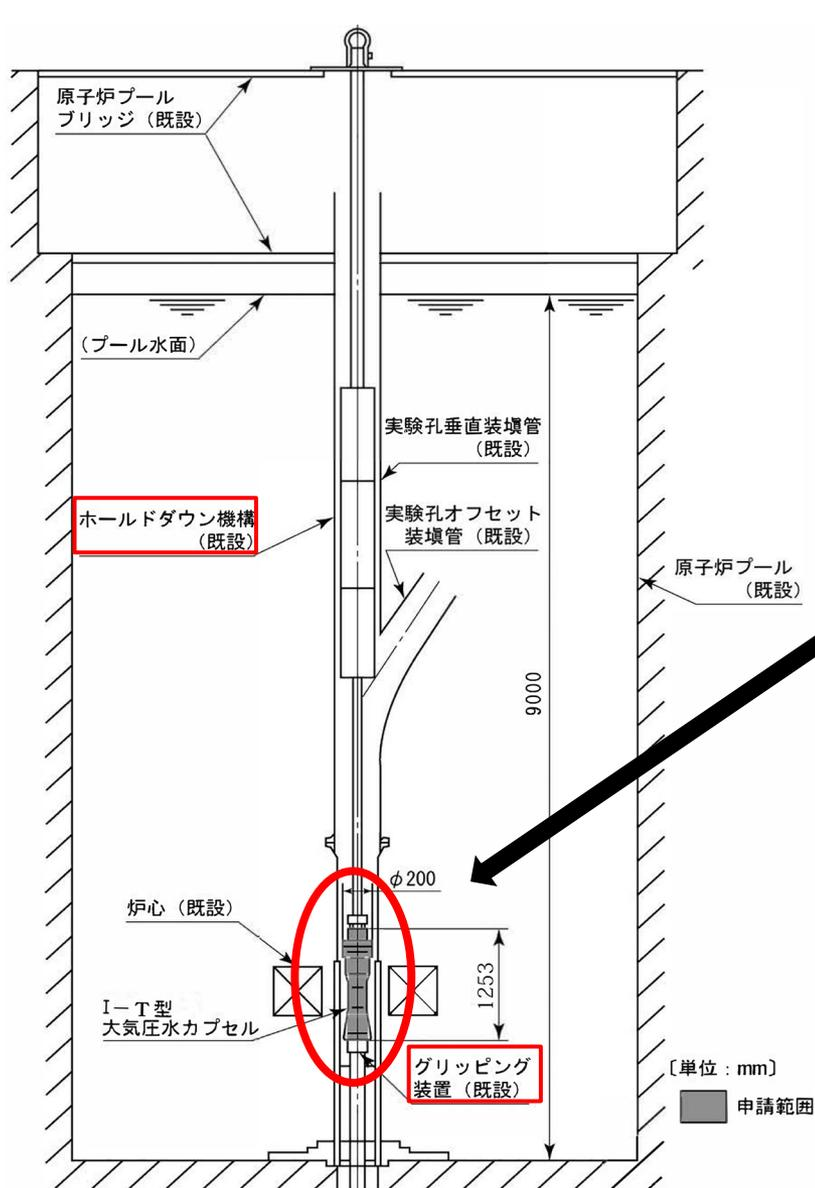 原子炉プール
ブリッジ（既設）
（プール水面）
実験孔垂直装塡管
（既設）
ホールドダウン機構
（既設）
実験孔オフセット
装塡管（既設）
原子炉プール
（既設）
9000
φ200
炉心（既設）
1253
I－T型
大気圧水カプセル
グリッピング
装置（既設）
〔単位：mm〕
申請範囲